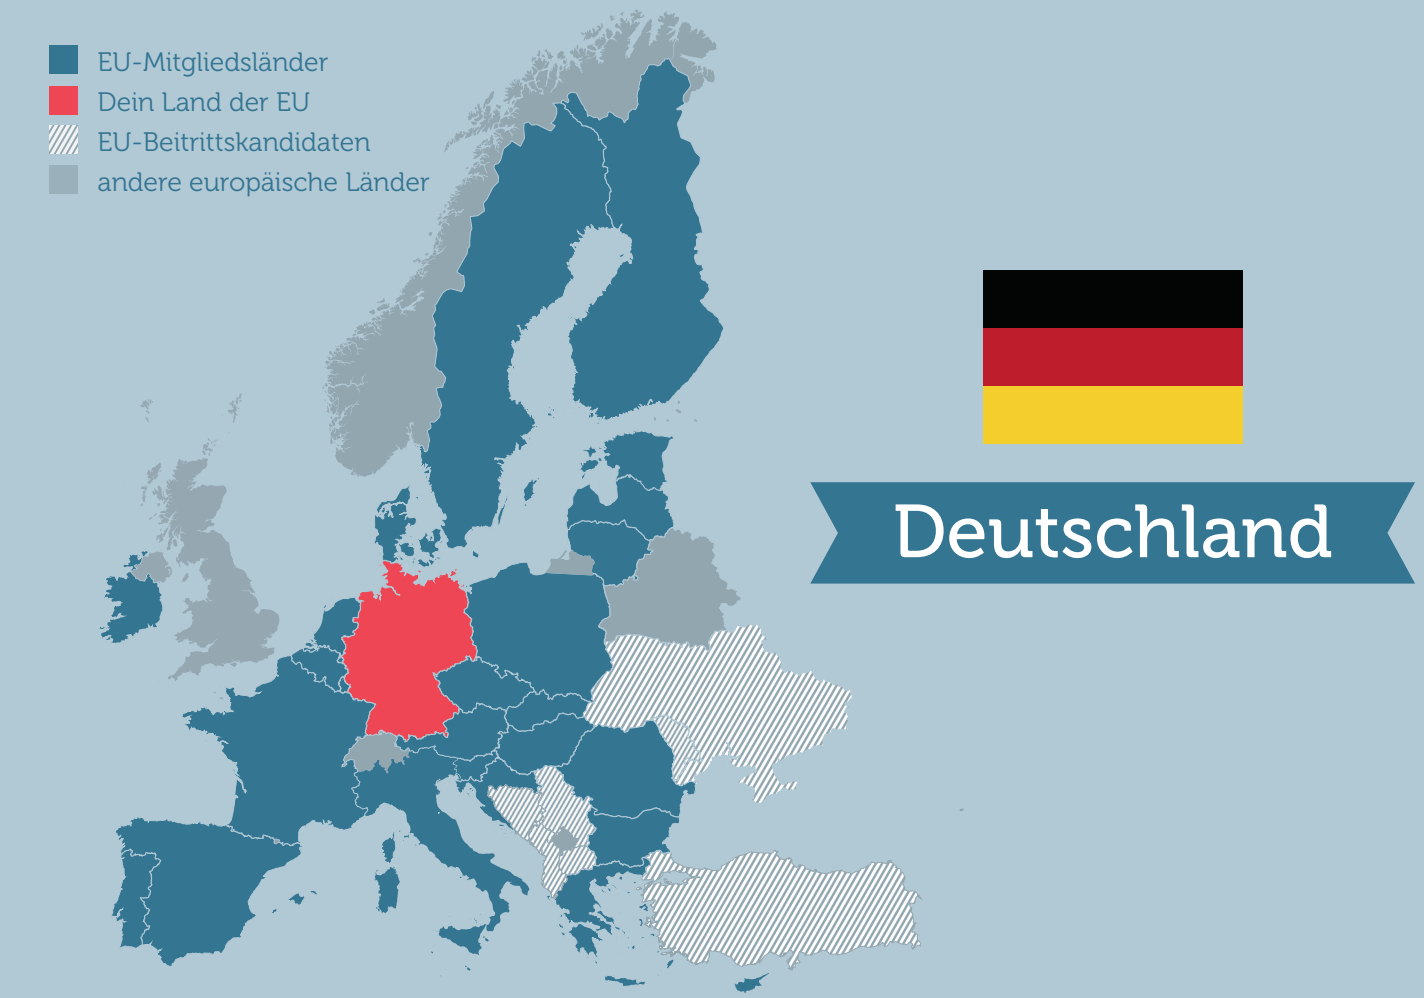 EU-Mitgliedsländer
Dein Land der EU
EU-Beitrittskandidaten
andere europäische Länder
Deutschland